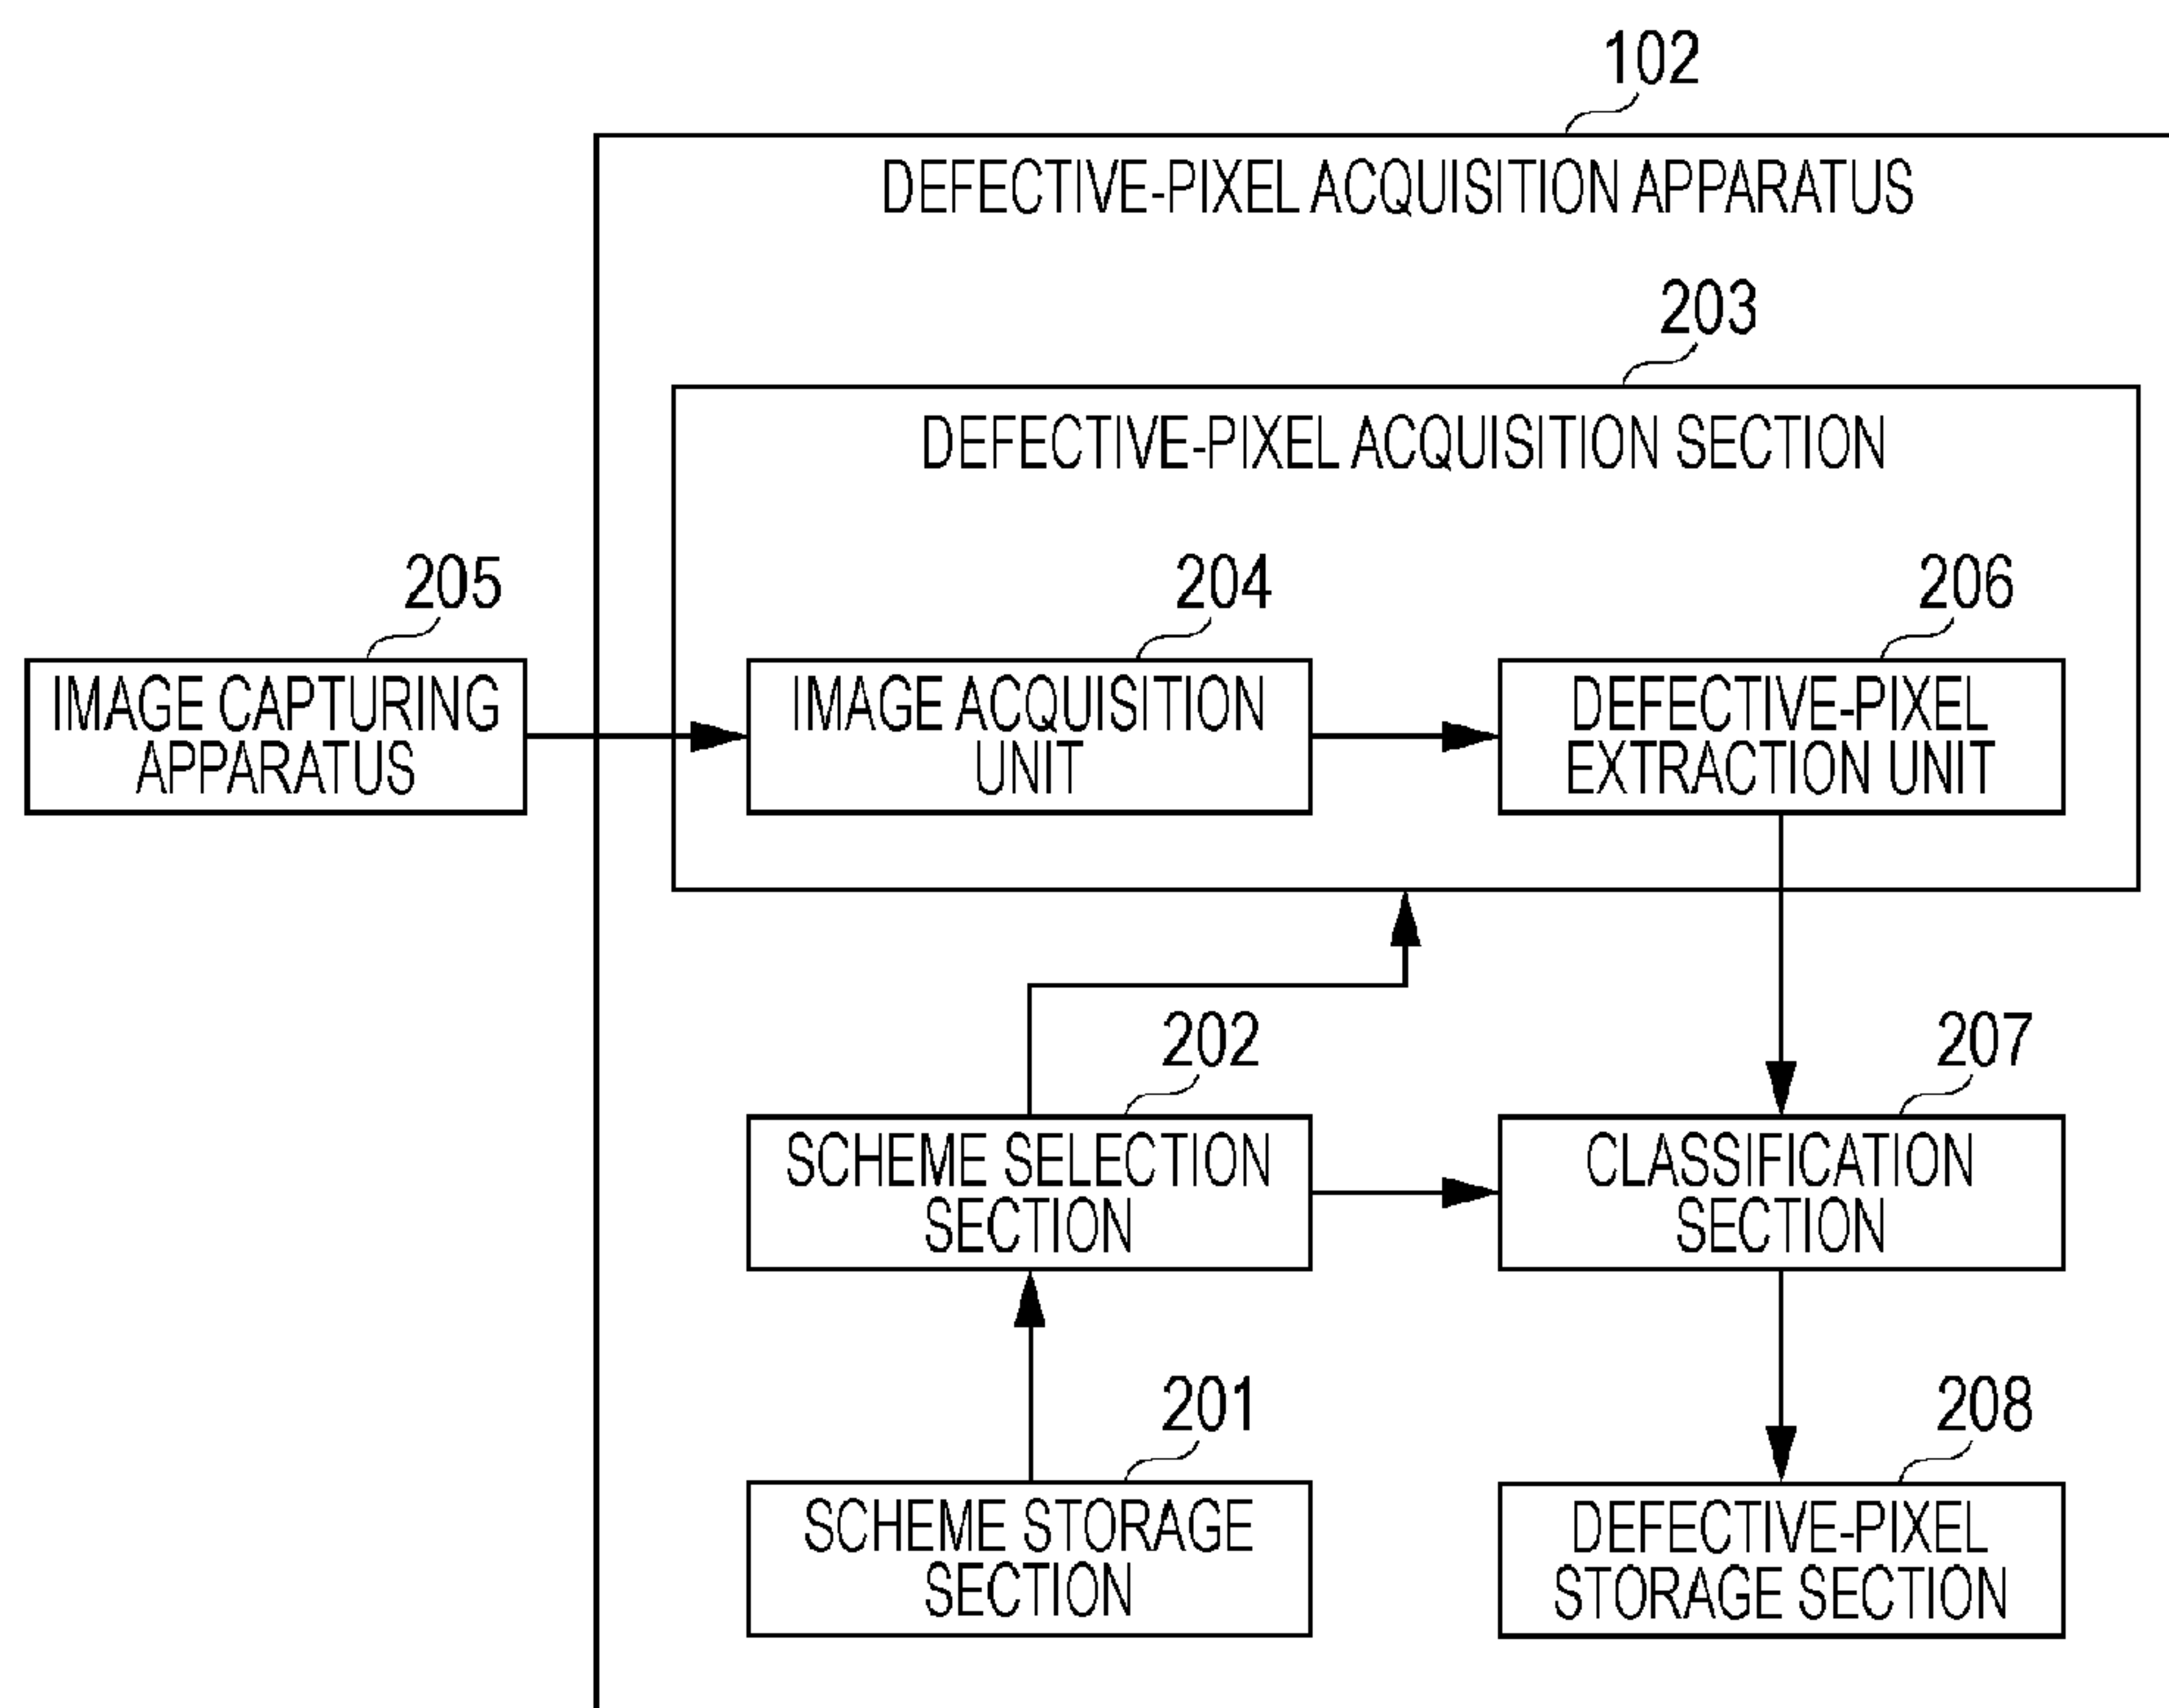 102
DEFECTIVE-PIXEL ACQUISITION APPARATUS
203
DEFECTIVE-PIXEL ACQUISITION SECTION
205
IMAGE CAPTURING
APPARATUS
204
IMAGE ACQUISITION
UNIT
206
DEFECTIVE-PIXEL
EXTRACTION UNIT
202
SCHEME SELECTION
SECTION
207
CLASSIFICATION
SECTION
201
SCHEME STORAGE
SECTION
208
DEFECTIVE-PIXEL
STORAGE SECTION